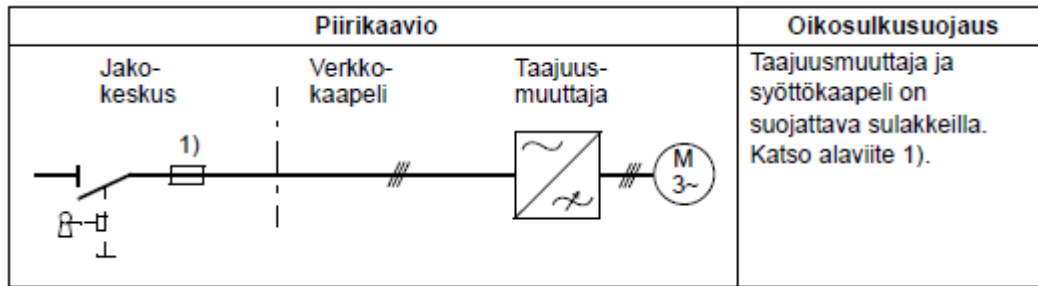 Piirikaavio
Oikosulkusuojaus
Jako-
keskus
Verkko-
kaapeli
Taajuus-
muuttaja
1)
M
3~
Taajuusmuuttaja ja
syöttökaapeli on
suojattava sulakkeilla.
Katso alaviite 1).